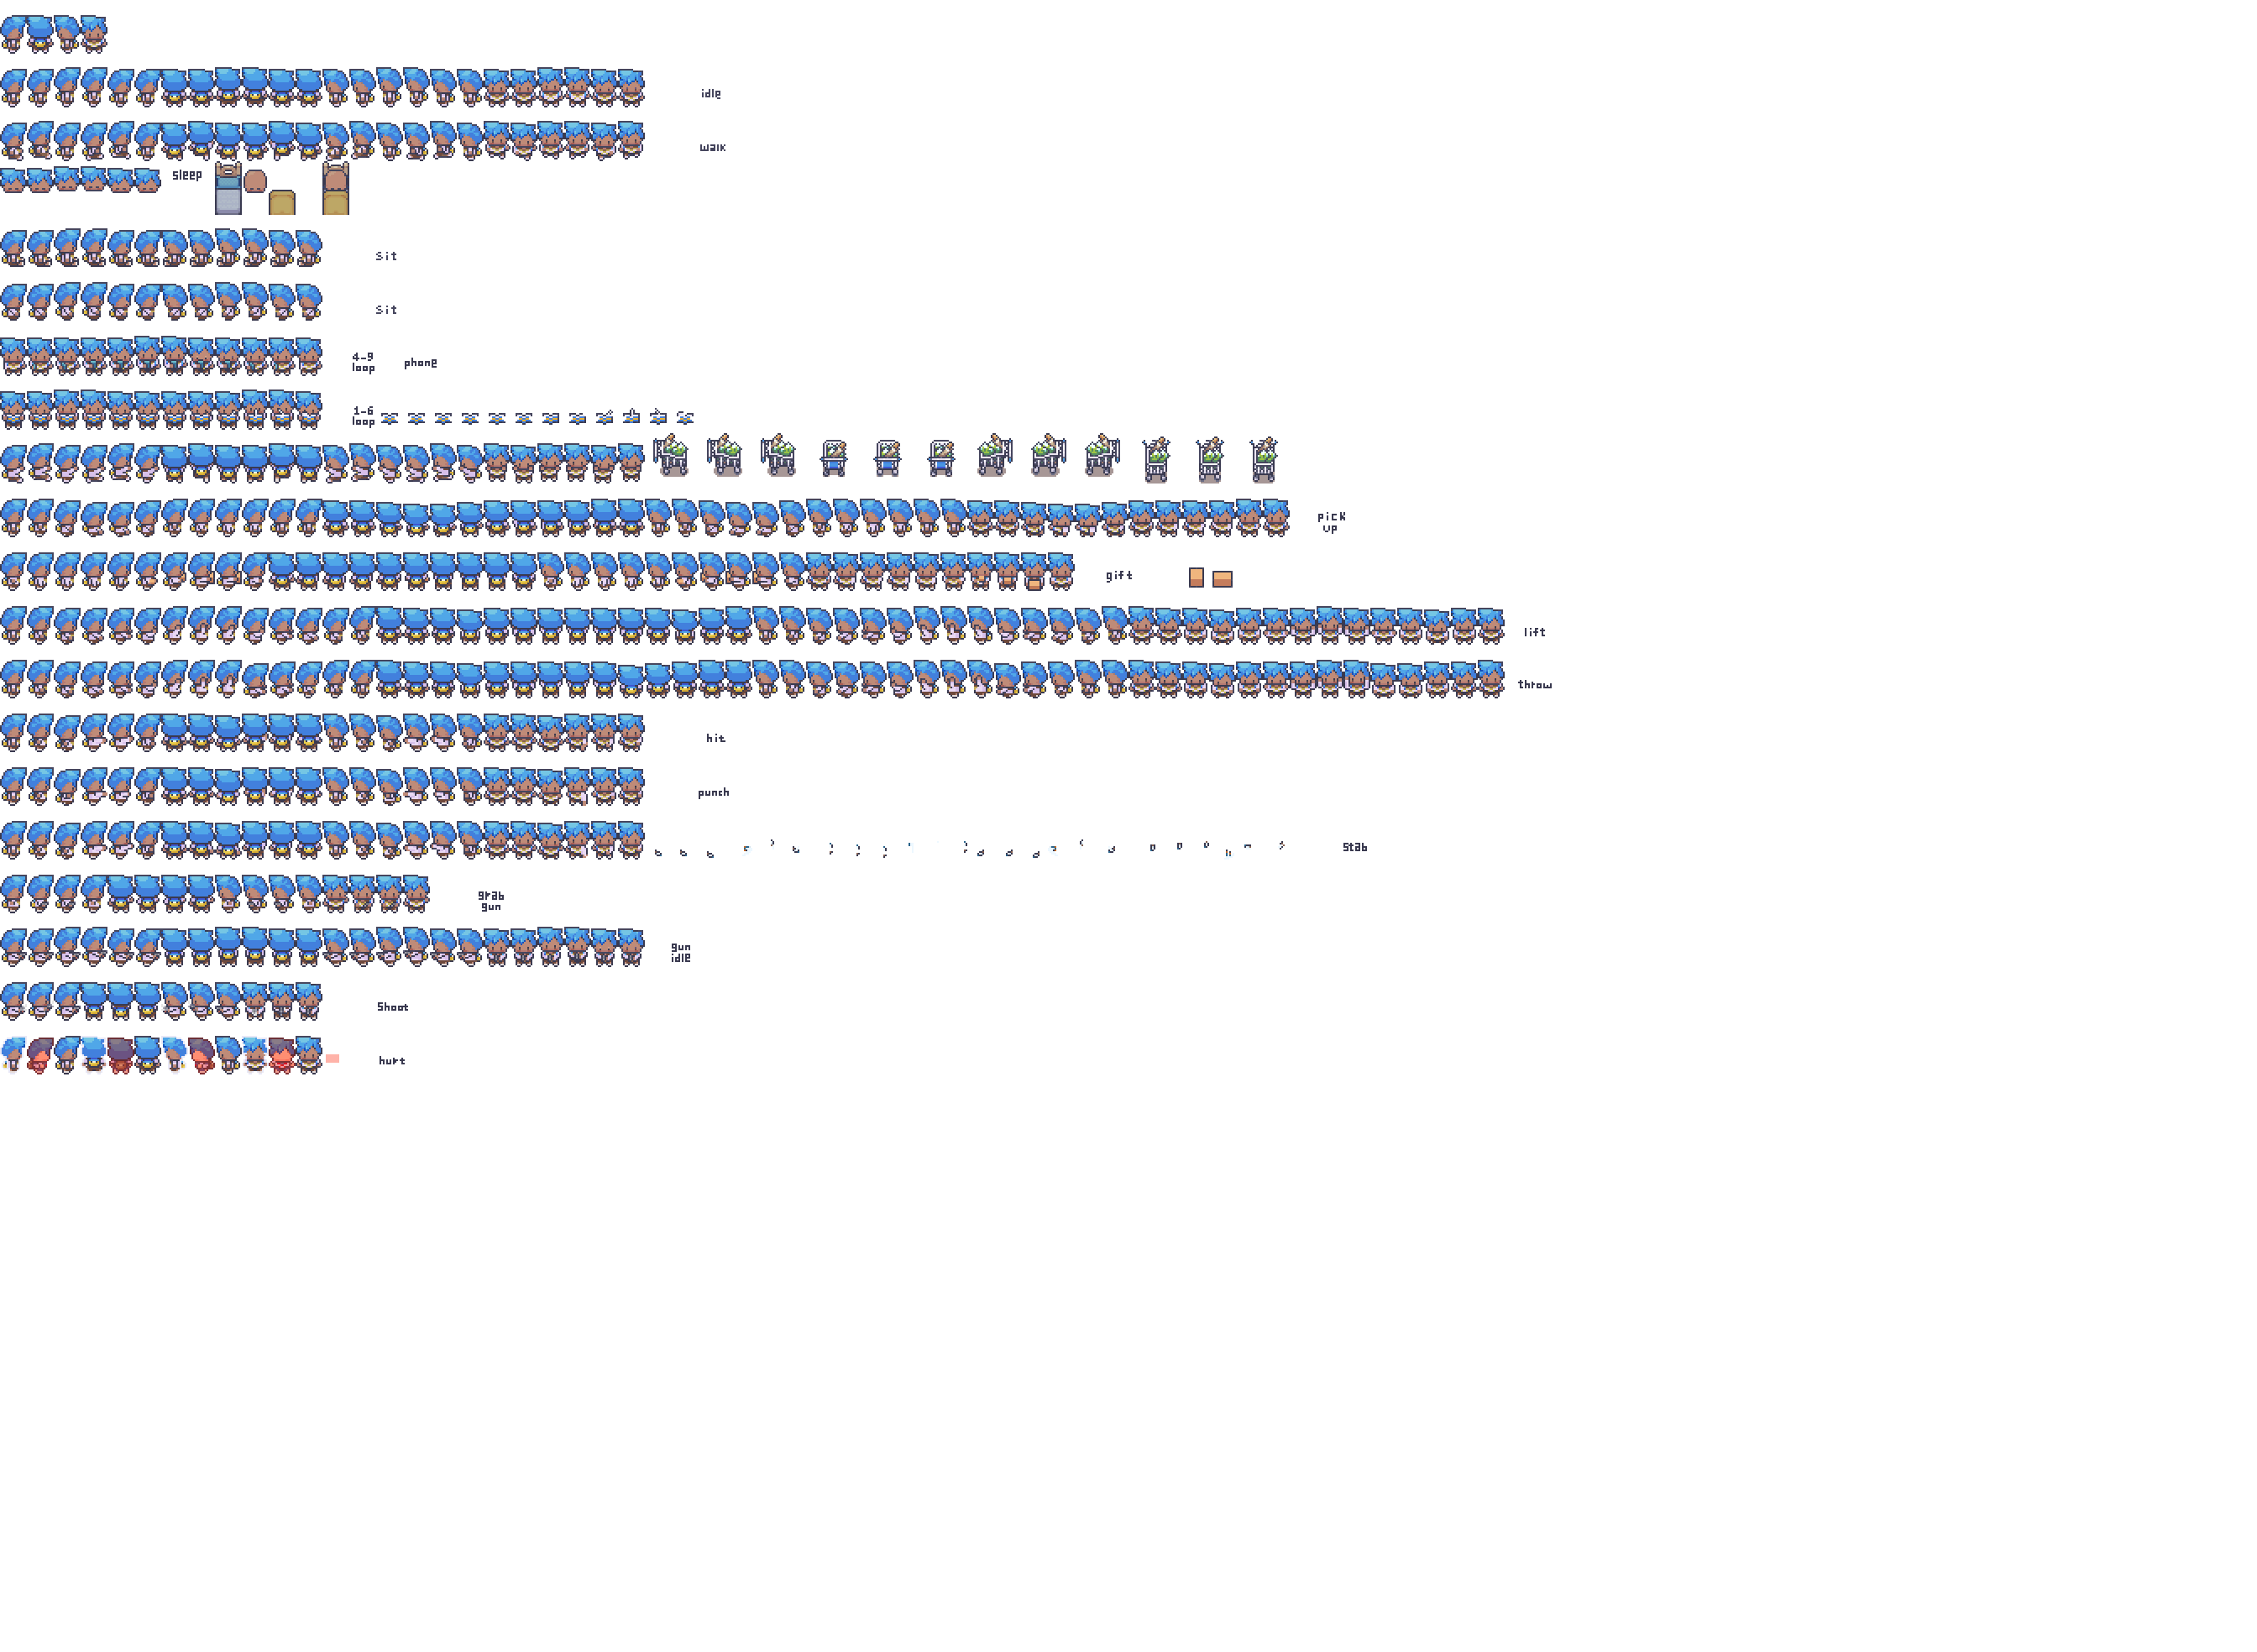 idle
walk
sleep
sit
sit
4-9
loop
phone
1-6
loop
pick
up
gift
lift
throw
hit
punch
stab
grab
gun
gun
idle
shoot
hurt